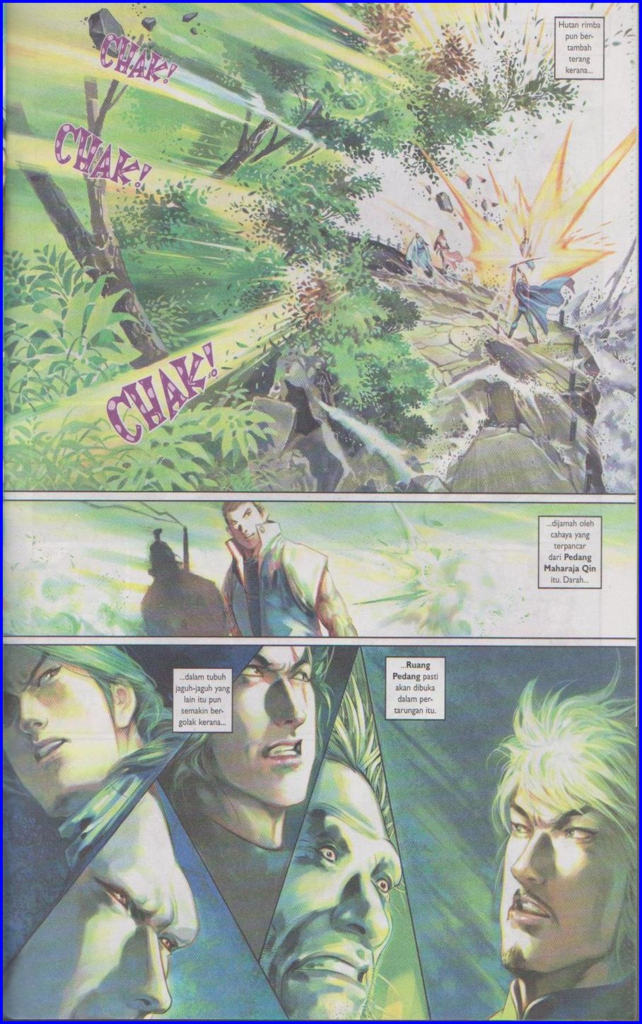 Hutan rimba
pun ber-
tambah
terang
kerana...
CHAK!
CHAK!
CHAK!
...dijamah oleh
cahaya yang
terpancar
dari Pedang
Maharaja Qin
itu. Darah...
...dalam tubuh
jaguh-jaguh yang
lain itu pun
semakin ber-
golak kerana...
...Ruang
Pedang pasti
akan dibuka
dalam per-
tarungan itu.